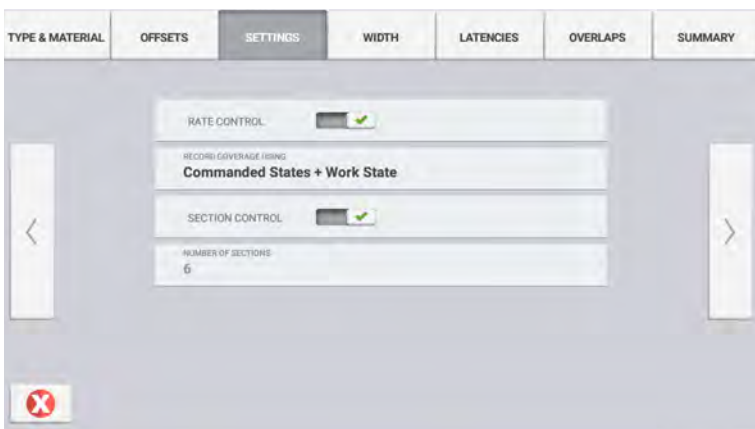 TYPE & MATERIAL
OFFSETS
SETTINGS
WIDTH
LATENCIES
OVERLAPS
SUMMARY
RATE CONTROL
RECORD COVERAGE USING
Commanded States + Work State
SECTION CONTROL
NUMBER OF SECTIONS
6